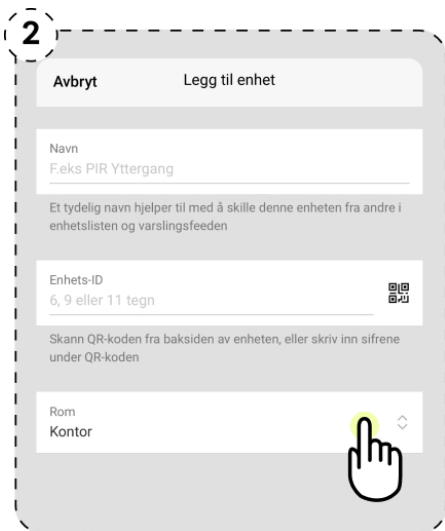 2
Avbryt
Legg til enhet
Navn
F.eks PIR Yttergang
Et tydelig navn hjelper til med å skille denne enheten fra andre i
enhetslisten og varslingsfeeden
Enhets-ID
6, 9 eller 11 tegn
Skann QR-koden fra baksiden av enheten, eller skriv inn sifrene
under QR-koden
Rom
Kontor